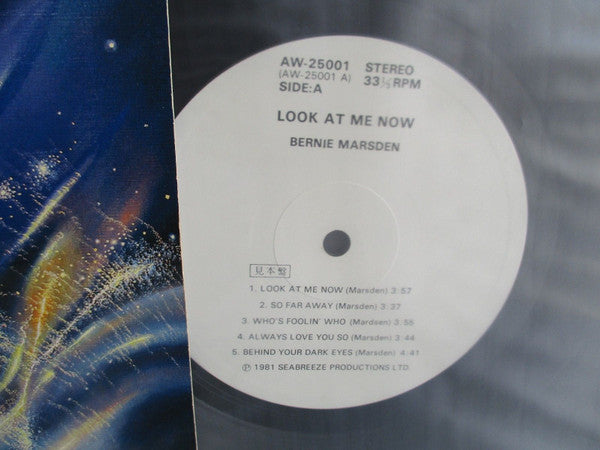 AW-25001 STEREO
(AW-25001 A) 33⅓ RPM
SIDE:A
LOOK AT ME NOW
BERNIE MARSDEN
見本盤
1. LOOK AT ME NOW (Marsden) 3:57
2. SO FAR AWAY (Marsden) 3:37
3. WHO'S FOOLIN' WHO (Mardsen) 3:55
4. ALWAYS LOVE YOU SO (Marsden) 3:44
5. BEHIND YOUR DARK EYES (Marsden) 4:41
Ⓟ 1981 SEABREEZE PRODUCTIONS LTD.